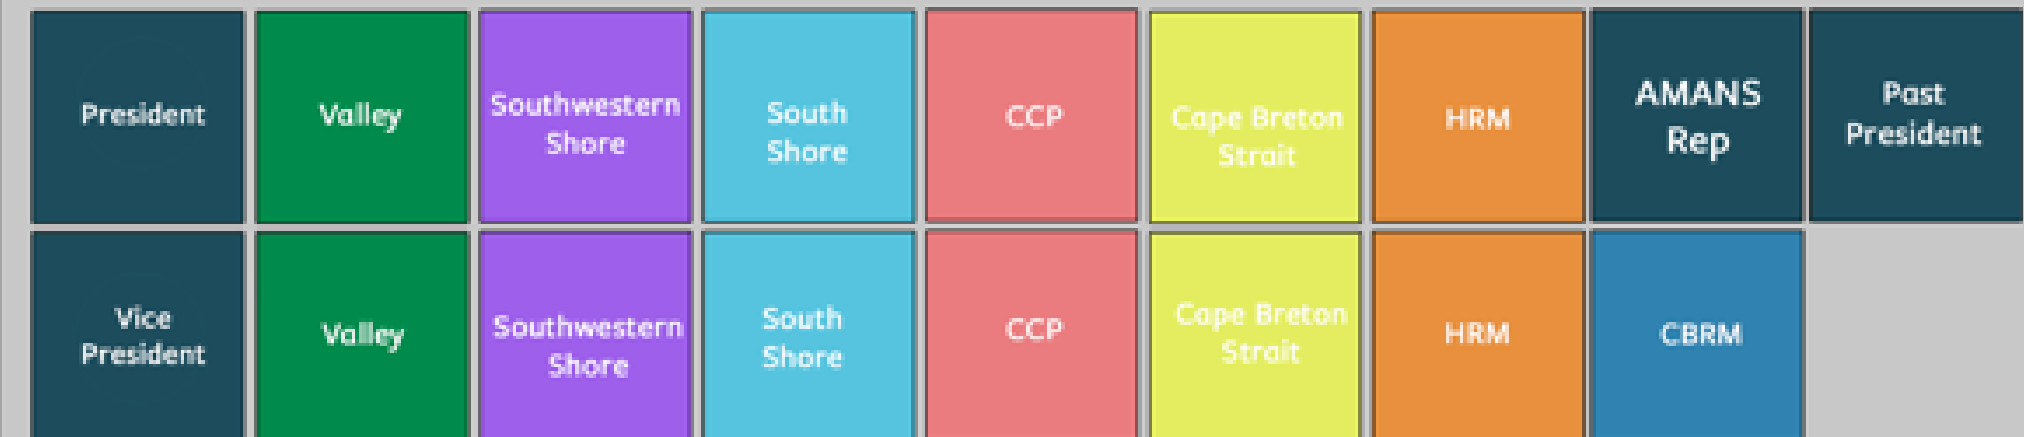 President
Valley
Southwestern
Shore
South
Shore
CCP
Cape Breton
Strait
HRM
AMANS
Rep
Past
President
Vice
President
Valley
Southwestern
Shore
South
Shore
CCP
Cape Breton
Strait
HRM
CBRM